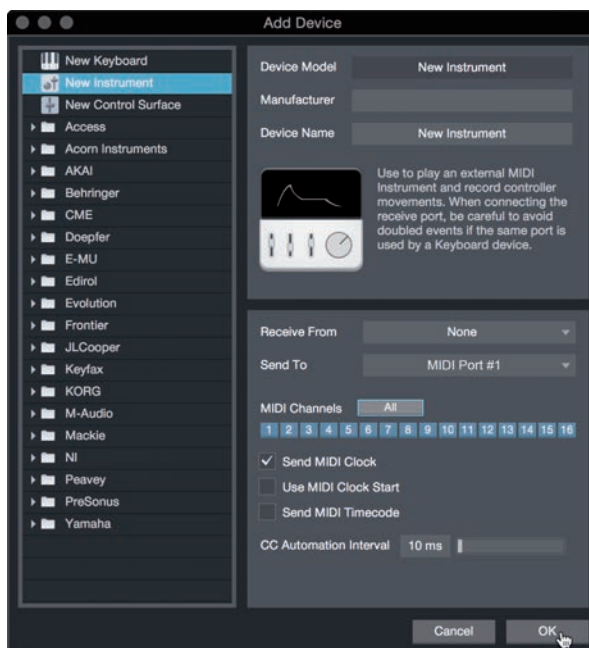 Add Device
New Keyboard
New Instrument
New Control Surface
Access
Acorn Instruments
AKAI
Behringer
CME
Doepfer
E-MU
Edirol
Evolution
Frontier
JLCooper
Keyfax
KORG
M-Audio
Mackie
NI
Peavey
PreSonus
Yamaha
Device Model New Instrument
Manufacturer
Device Name New Instrument
Use to play an external MIDI
Instrument and record controller
movements. When connecting the
receive port, be careful to avoid
doubled events if the same port is
used by a Keyboard device.
Receive From None
Send To MIDI Port #1
MIDI Channels All
1 2 3 4 5 6 7 8 9 10 11 12 13 14 15 16
Send MIDI Clock
Use MIDI Clock Start
Send MIDI Timecode
CC Automation Interval 10 ms
Cancel OK